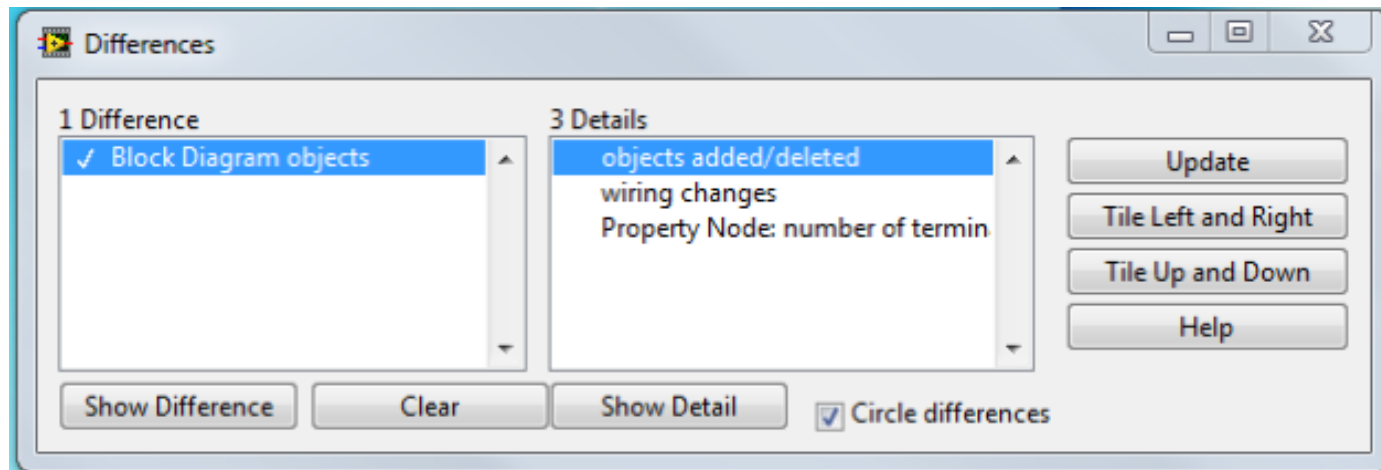 Differences
1 Difference
✓ Block Diagram objects
3 Details
objects added/deleted
wiring changes
Property Node: number of termin
Update
Tile Left and Right
Tile Up and Down
Help
Show Difference
Clear
Show Detail
Circle differences